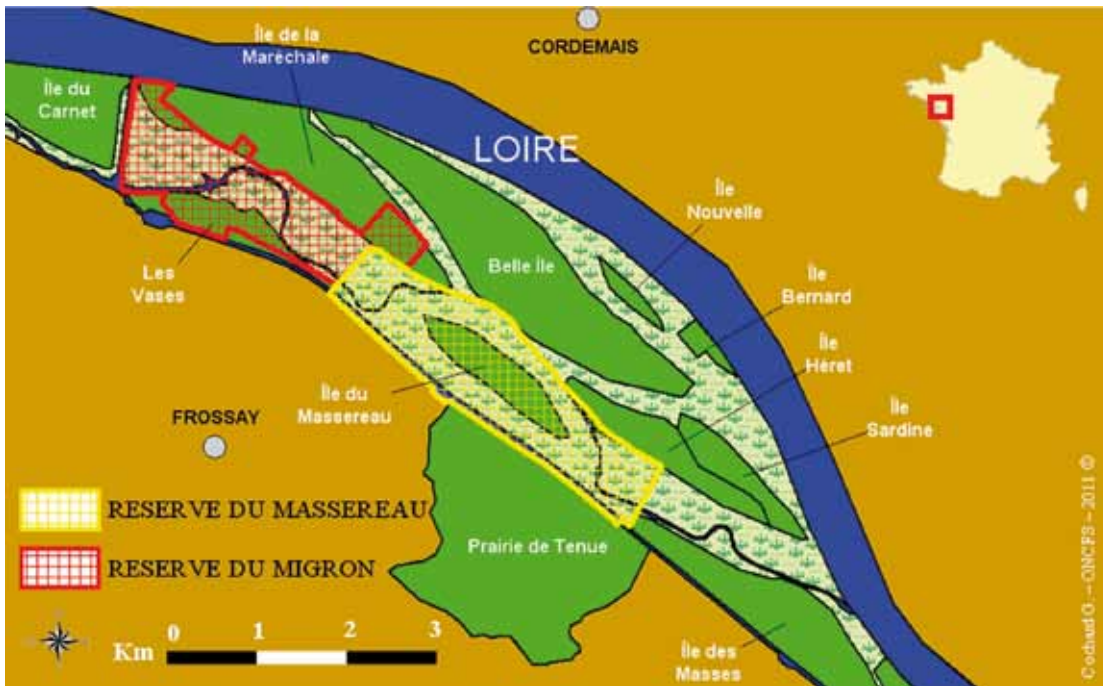 CORDEMAIS
Île de la
Maréchale
Île du
Carnet
LOIRE
Île
Nouvelle
Belle Île
Les
Vases
Île
Bernard
Île
Héret
Île du
Massereau
Île
Sardine
FROSSAY
RESERVE DU MASSEREAU
Prairie de Tenue
RESERVE DU MIGRON
Km 0 1 2 3
Île des
Masses
Cochard G. – ONCFS – 2011 ©